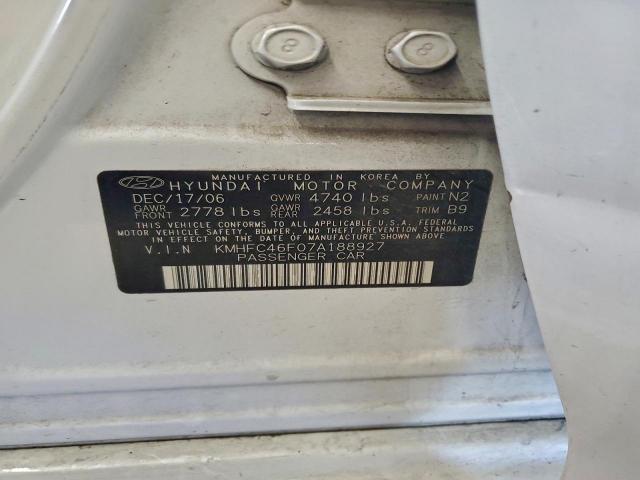 MANUFACTURED IN KOREA BY
HYUNDAI MOTOR COMPANY
DEC/17/06 GVWR 4740 lbs PAINT N2
GAWR FRONT 2778 lbs GAWR REAR 2458 lbs TRIM B9
THIS VEHICLE CONFORMS TO ALL APPLICABLE U.S.A. FEDERAL
MOTOR VEHICLE SAFETY, BUMPER, AND THEFT PREVENTION STANDARDS
IN EFFECT ON THE DATE OF MANUFACTURE SHOWN ABOVE.
V.I.N KMHFC46F07A188927
PASSENGER CAR
8
8